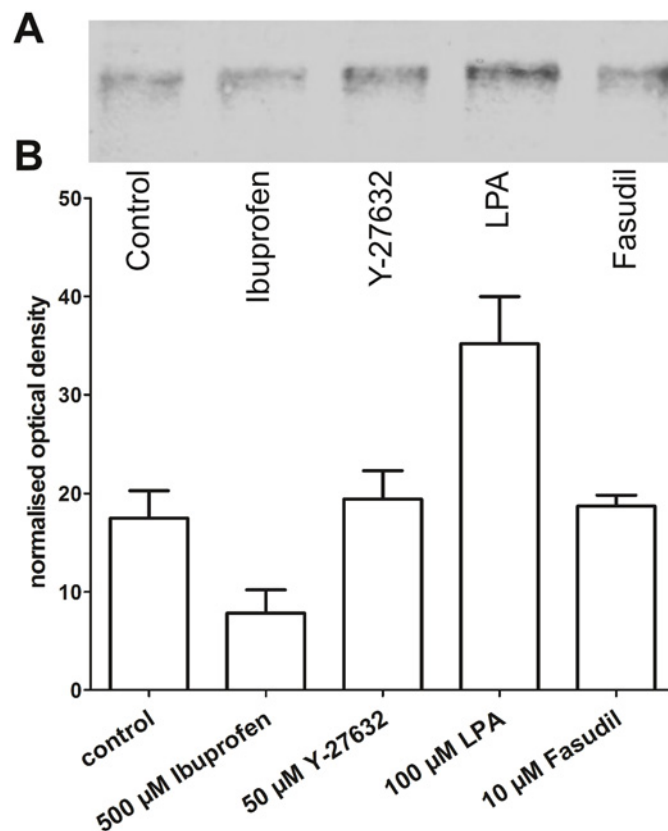 A
B
Control
Ibuprofen
Y-27632
LPA
Fasudil
normalised optical density
50
40
30
20
10
0
control
500 µM Ibuprofen
50 µM Y-27632
100 µM LPA
10 µM Fasudil